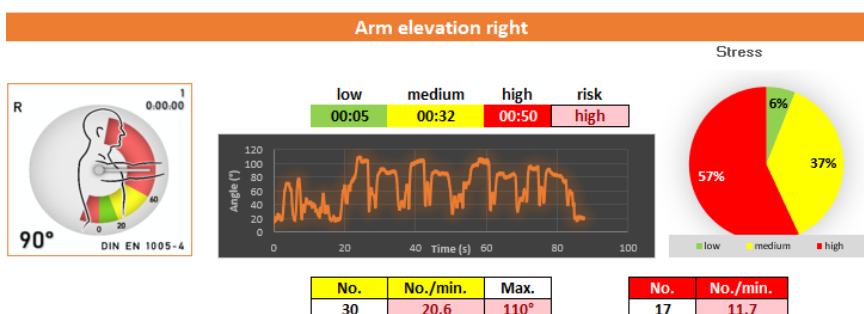 Arm elevation right
Stress
R
1
0:00:00
60
20
0
90°
DIN EN 1005-4
low medium high risk
00:05 00:32 00:50 high
120
100
80
60
40
20
0
Angle (°)
0 20 40 Time (s) 60 80 100
6%
37%
57%
low medium high
No. No./min. Max.
30 20.6 110°
No. No./min.
17 11.7